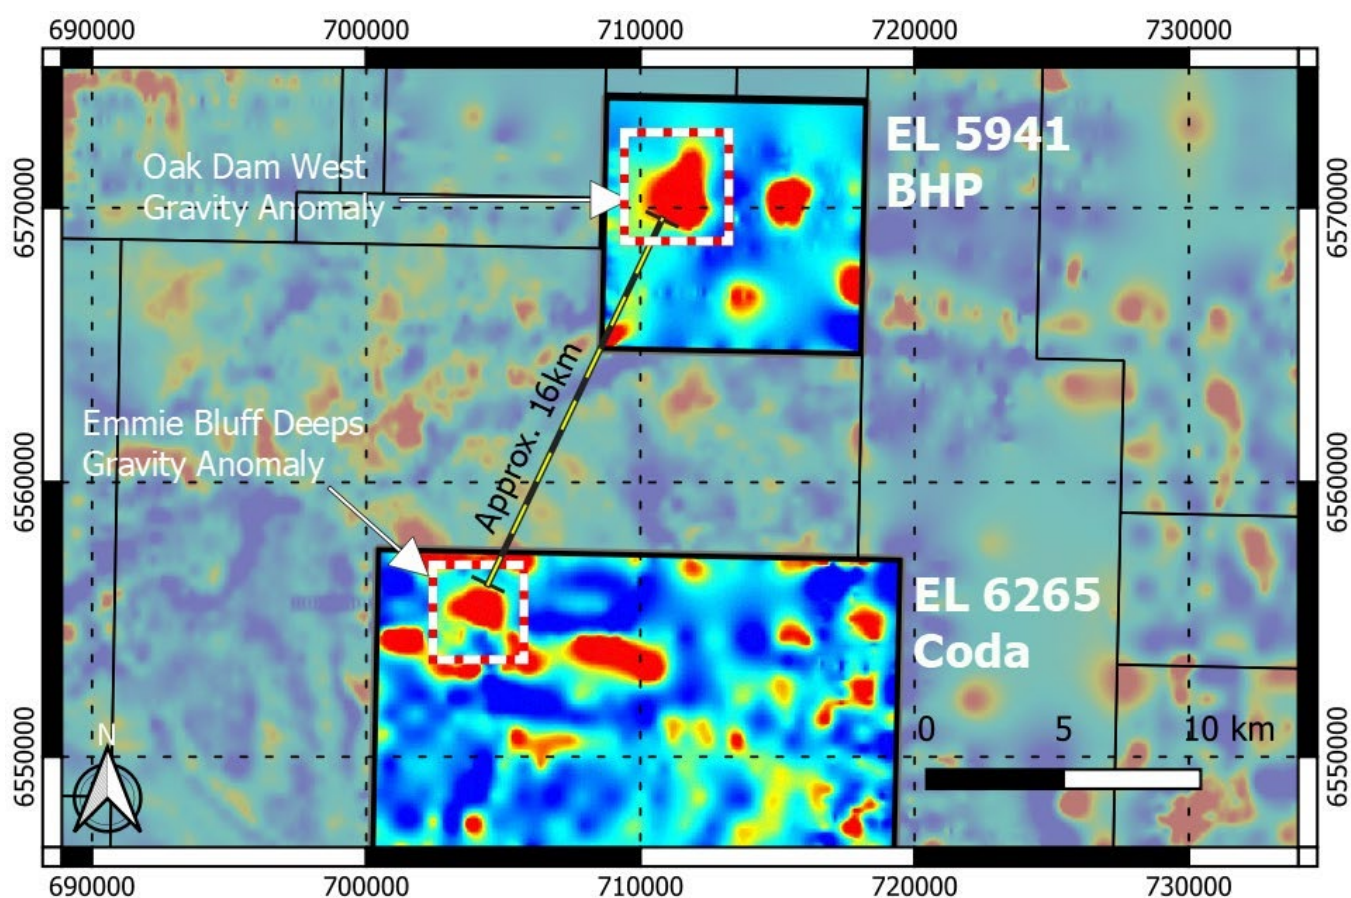 690000 700000 710000 720000 730000
6570000
6560000
6550000
Oak Dam West
Gravity Anomaly
EL 5941
BHP
Approx. 16km
Emmie Bluff Deeps
Gravity Anomaly
EL 6265
Coda
N
0 5 10 km
6570000
6560000
6550000
690000 700000 710000 720000 730000